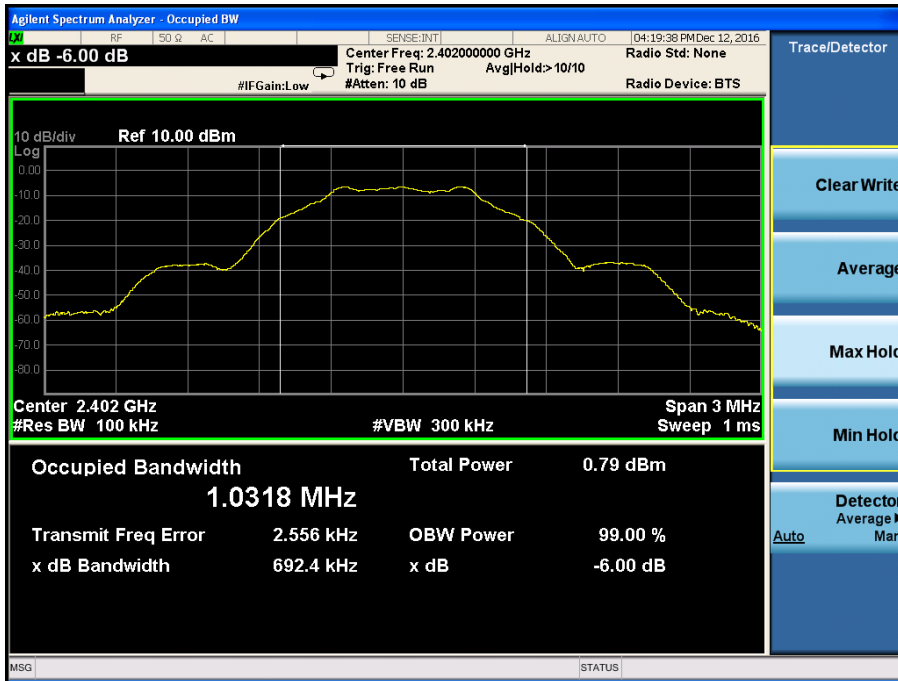 Agilent Spectrum Analyzer - Occupied BW
LXI RF 50 Ω AC SENSE:INT ALIGN AUTO 04:19:38 PM Dec 12, 2016
x dB -6.00 dB
Center Freq: 2.402000000 GHz
Radio Std: None
Trig: Free Run Avg|Hold:> 10/10
#IFGain:Low
#Atten: 10 dB
Radio Device: BTS
10 dB/div Ref 10.00 dBm
Log
0.00
-10.0
-20.0
-30.0
-40.0
-50.0
-60.0
-70.0
-80.0
Center 2.402 GHz Span 3 MHz
#Res BW 100 kHz #VBW 300 kHz Sweep 1 ms
Occupied Bandwidth Total Power 0.79 dBm
1.0318 MHz
Transmit Freq Error 2.556 kHz OBW Power 99.00 %
x dB Bandwidth 692.4 kHz x dB -6.00 dB
MSG STATUS
Trace/Detector
Clear Write
Average
Max Hold
Min Hold
Detector
Average▶
Auto Man